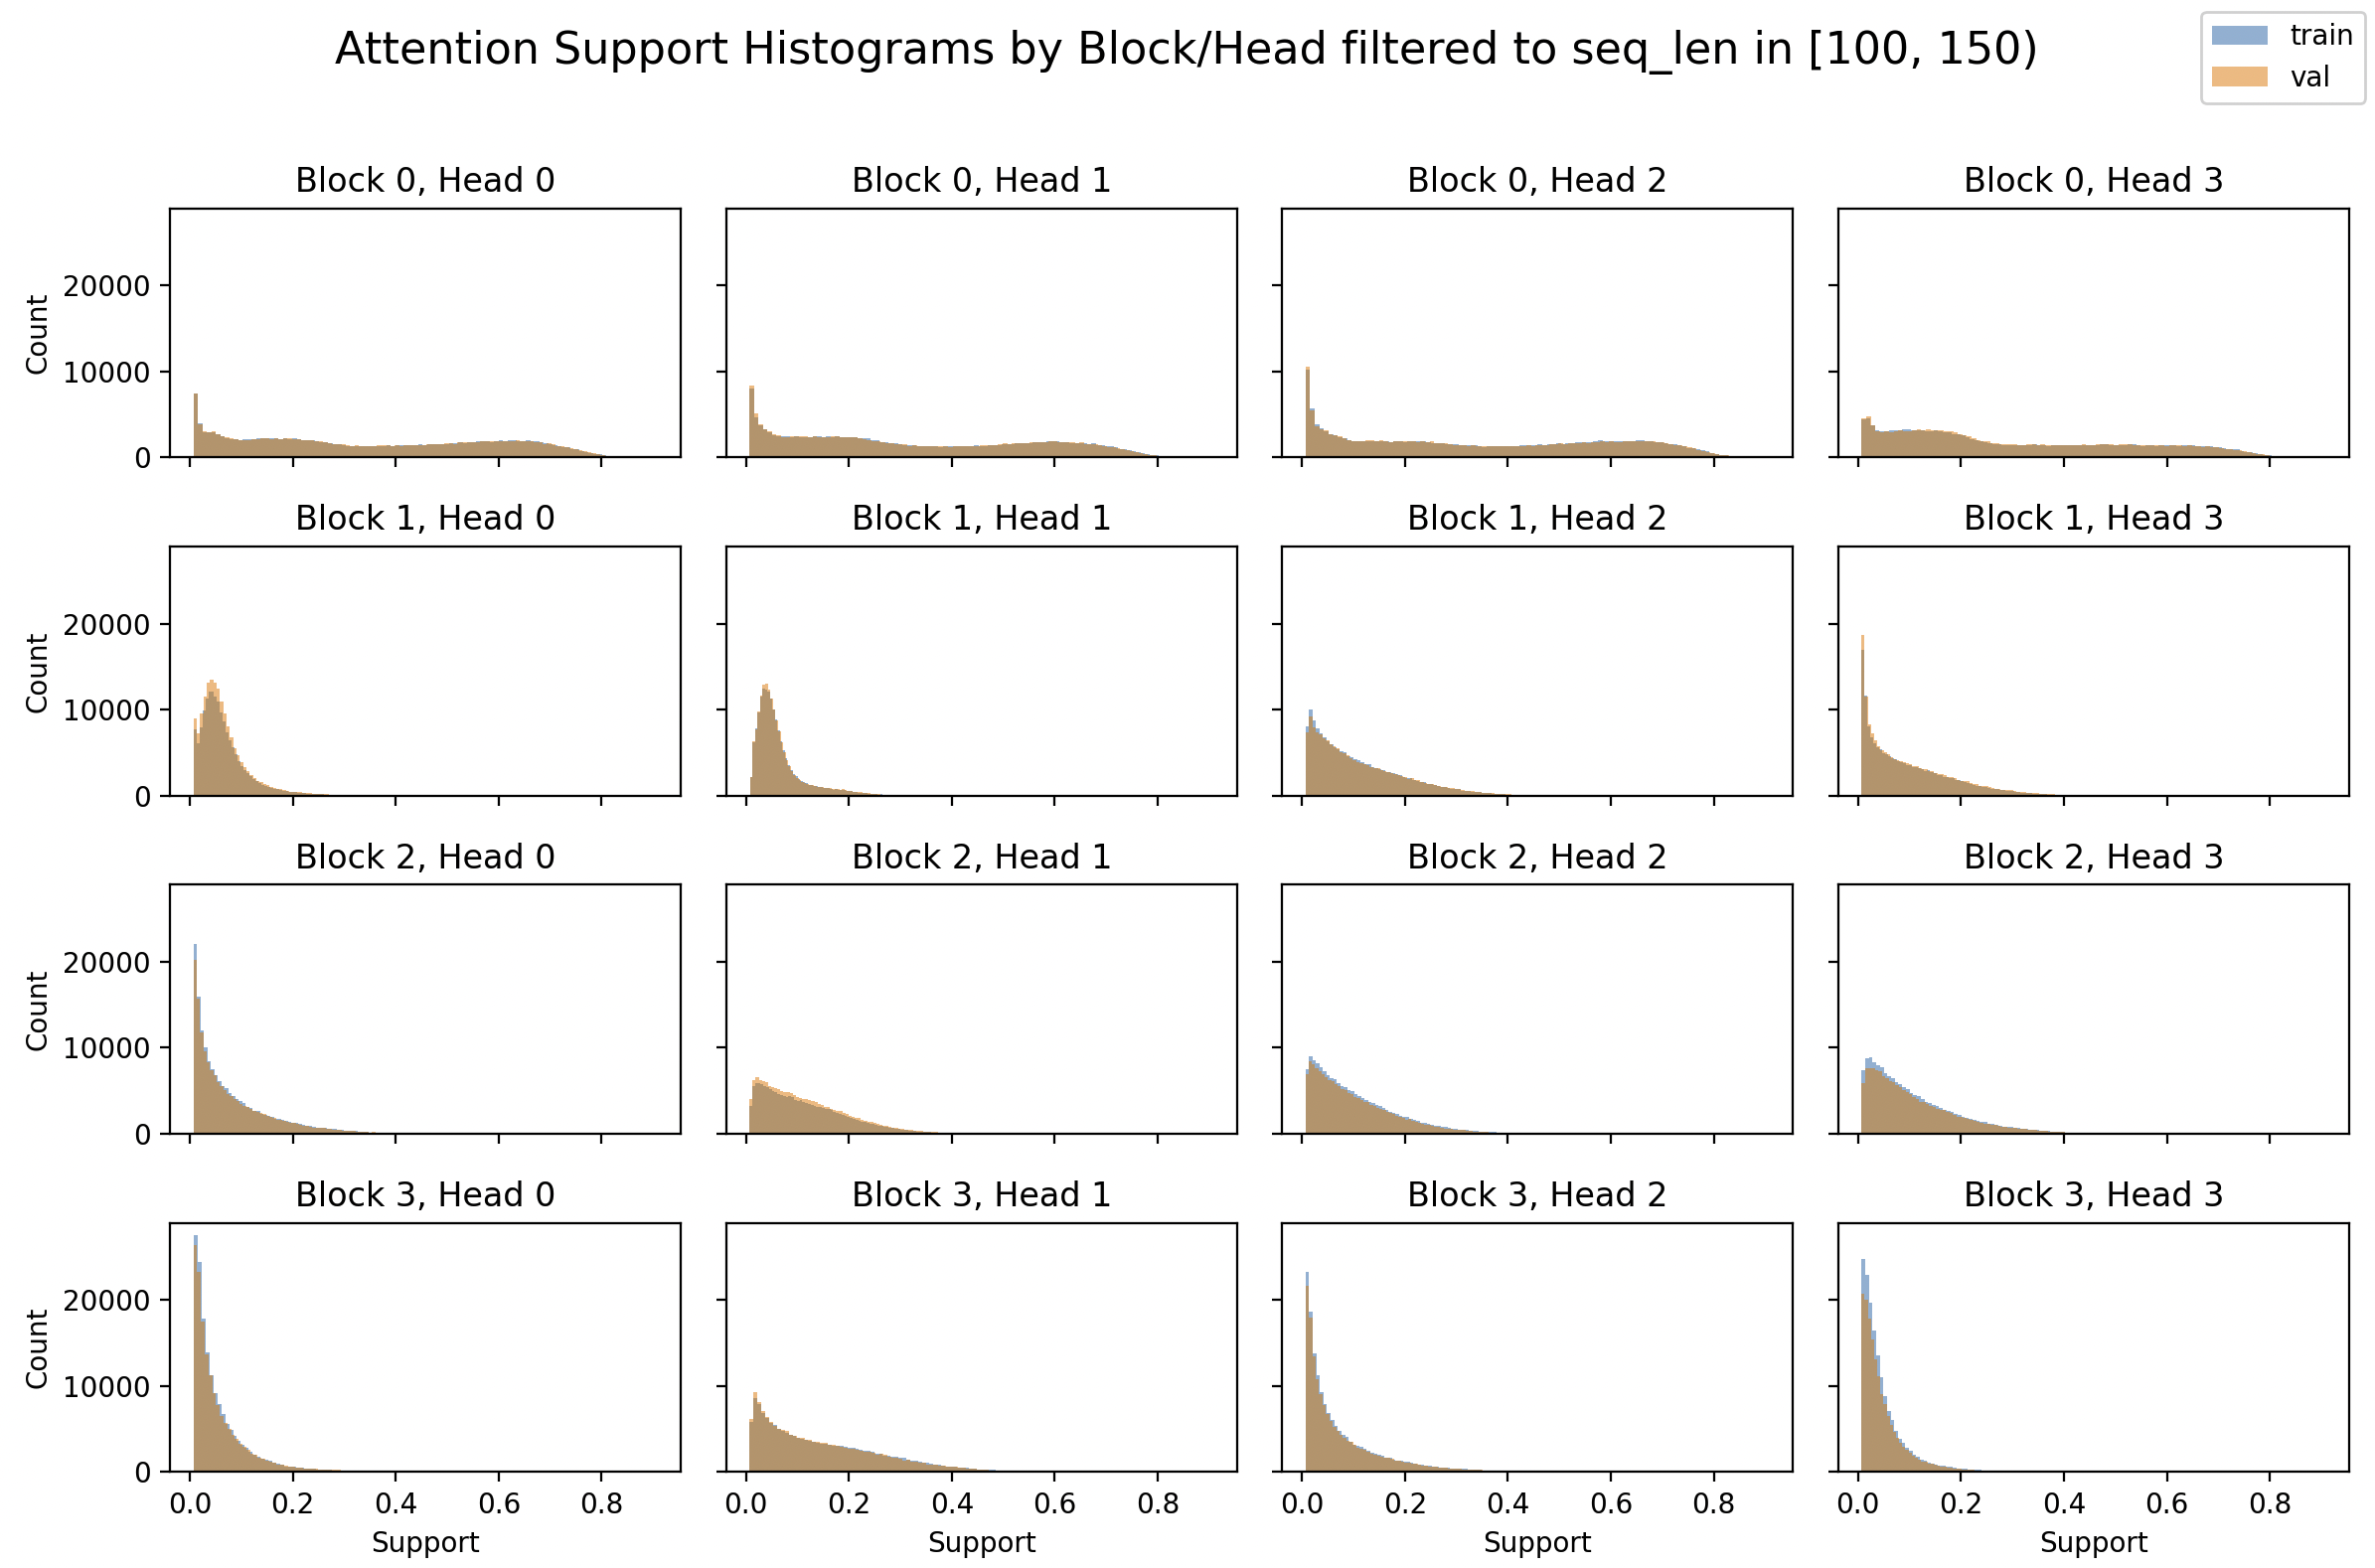 Attention Support Histograms by Block/Head filtered to seq_len in [100, 150)
train
val
Block 0, Head 0
Block 0, Head 1
Block 0, Head 2
Block 0, Head 3
Count
20000
10000
0
Block 1, Head 0
Block 1, Head 1
Block 1, Head 2
Block 1, Head 3
Count
20000
10000
0
Block 2, Head 0
Block 2, Head 1
Block 2, Head 2
Block 2, Head 3
Count
20000
10000
0
Block 3, Head 0
Block 3, Head 1
Block 3, Head 2
Block 3, Head 3
Count
20000
10000
0
0.0 0.2 0.4 0.6 0.8
0.0 0.2 0.4 0.6 0.8
0.0 0.2 0.4 0.6 0.8
0.0 0.2 0.4 0.6 0.8
Support
Support
Support
Support